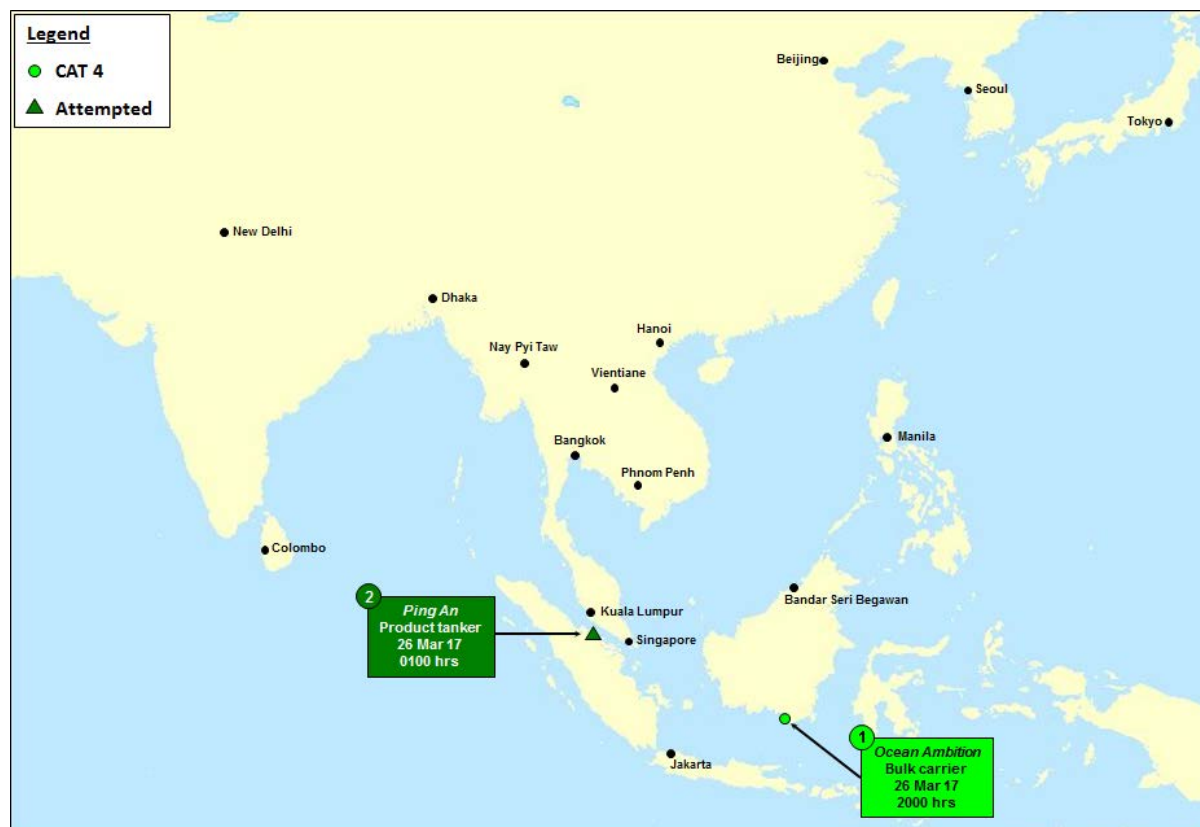 Legend
CAT 4
Attempted
Beijing
Seoul
Tokyo
New Delhi
Dhaka
Hanoi
Nay Pyi Taw
Vientiane
Manila
Bangkok
Phnom Penh
Colombo
Bandar Seri Begawan
2
Ping An
Product tanker
26 Mar 17
0100 hrs
Kuala Lumpur
Singapore
Jakarta
1
Ocean Ambition
Bulk carrier
26 Mar 17
2000 hrs